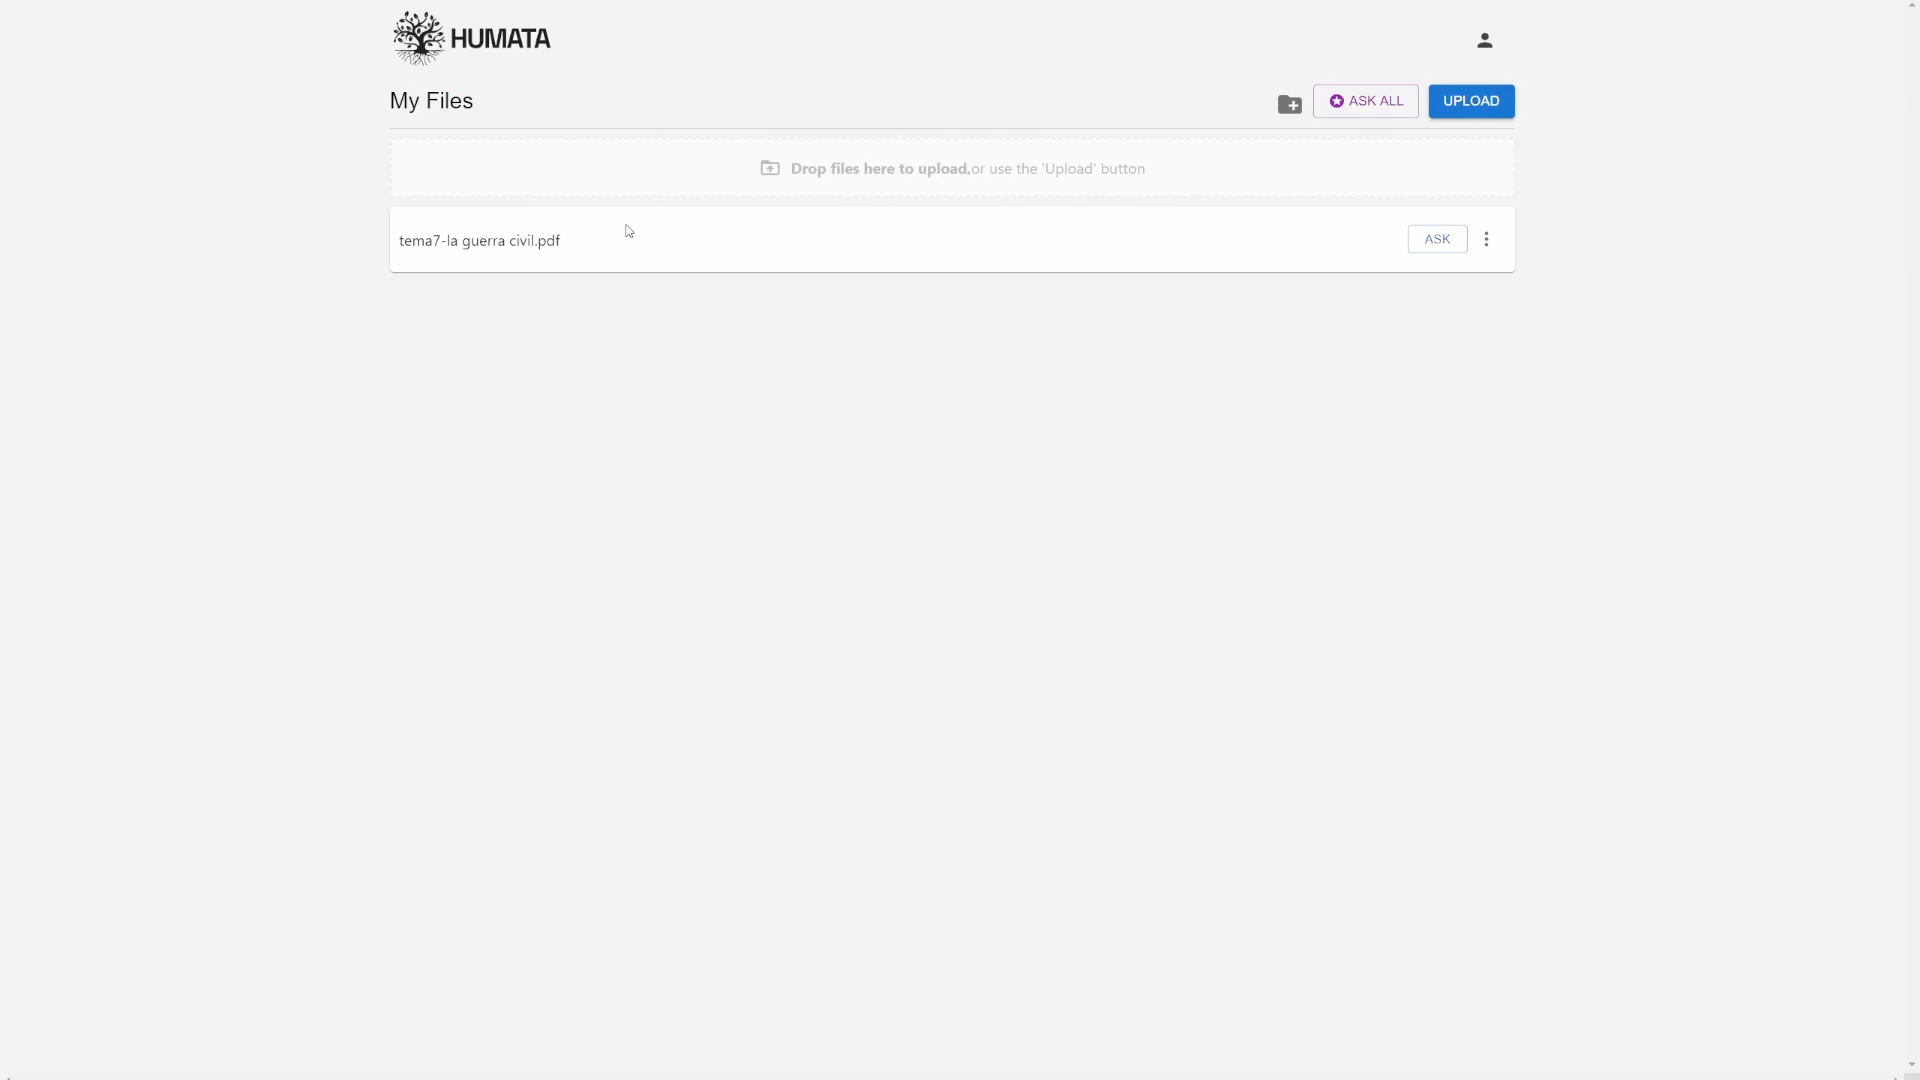 HUMATA
My Files
ASK ALL
UPLOAD
Drop files here to upload,or use the 'Upload' button
tema7-la guerra civil.pdf
ASK